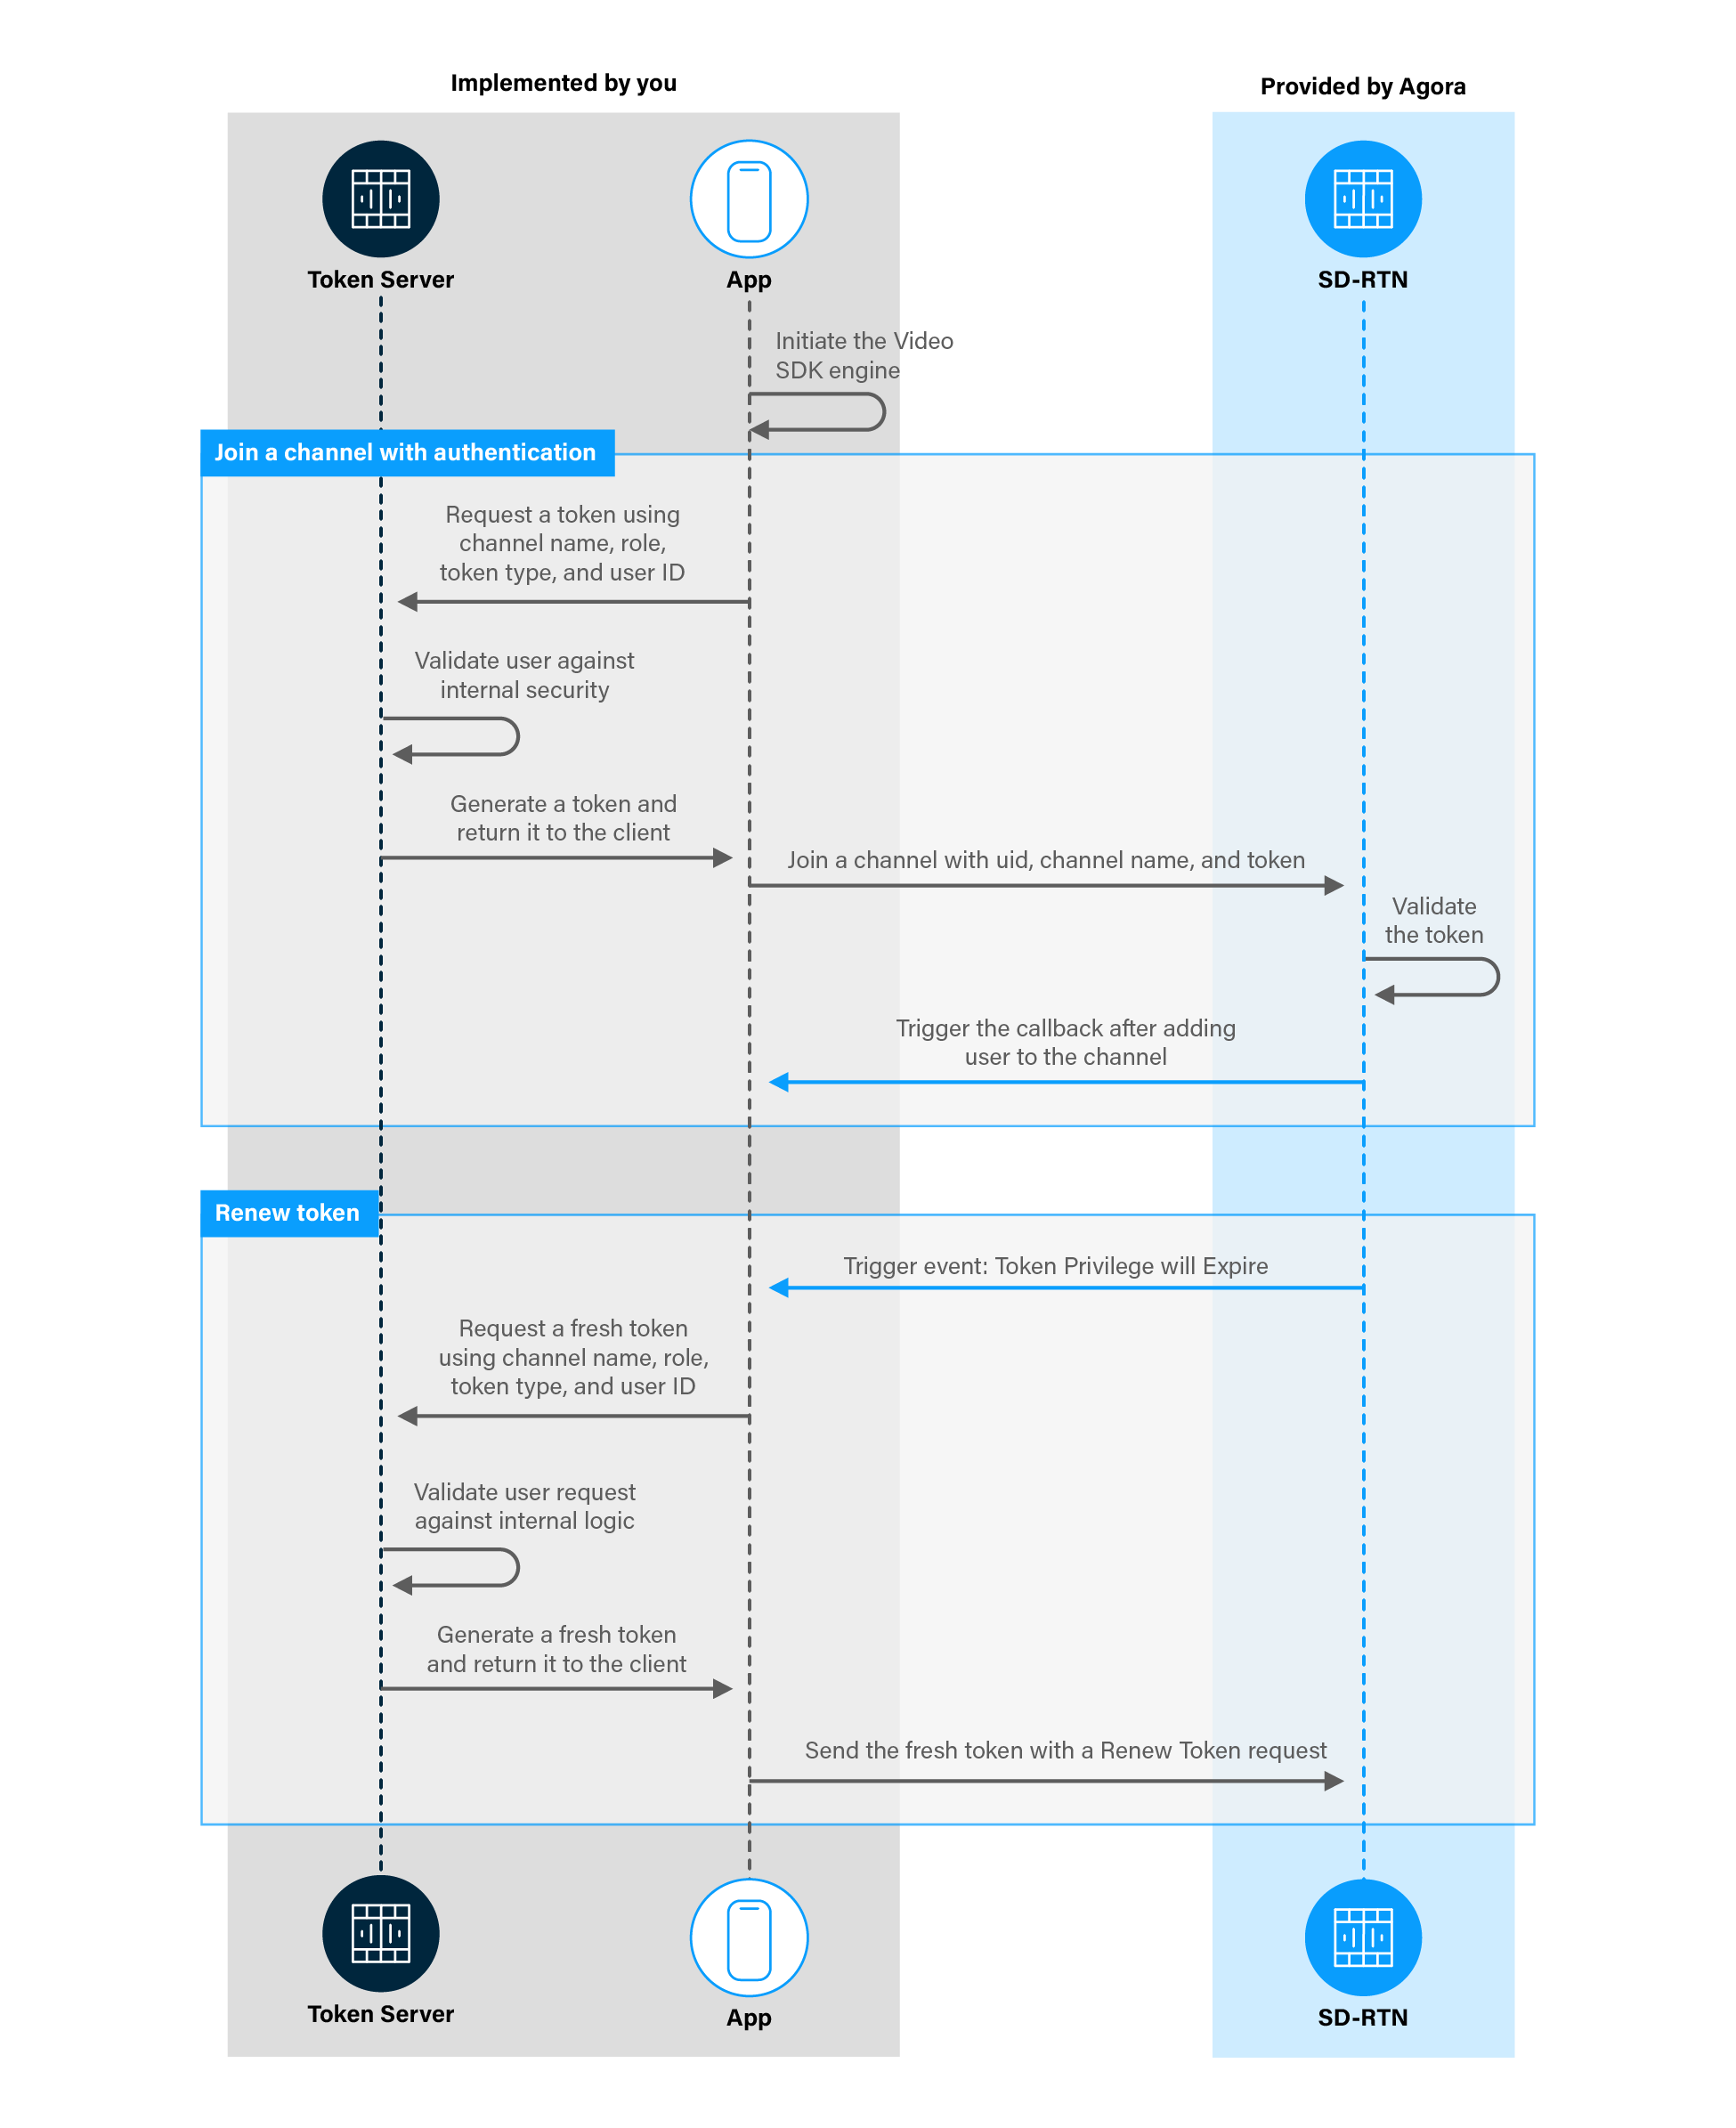 Implemented by you
Provided by Agora
Token Server
App
SD-RTN
Initiate the Video
SDK engine
Join a channel with authentication
Request a token using
channel name, role,
token type, and user ID
Validate user against
internal security
Generate a token and
return it to the client
Join a channel with uid, channel name, and token
Validate
the token
Trigger the callback after adding
user to the channel
Renew token
Trigger event: Token Privilege will Expire
Request a fresh token
using channel name, role,
token type, and user ID
Validate user request
against internal logic
Generate a fresh token
and return it to the client
Send the fresh token with a Renew Token request
Token Server
App
SD-RTN